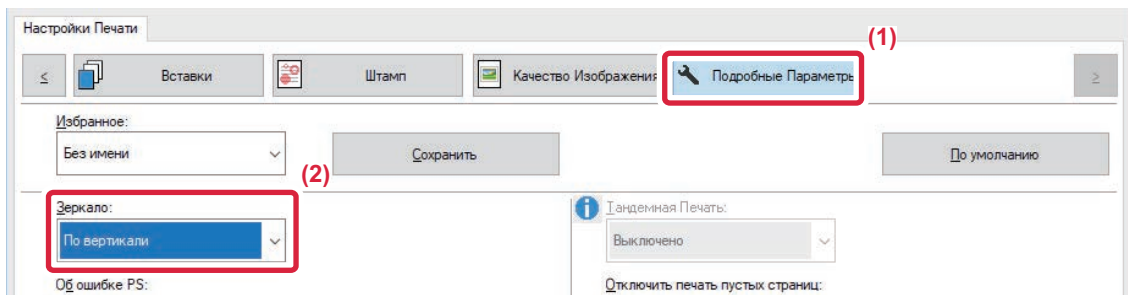 Настройки Печати
(1)
< Вставки Штамп Качество Изображения Подробные Параметры >
Избранное:
Без имени Сохранить По умолчанию
(2)
Зеркало: Тандемная Печать:
По вертикали Выключено
Об ошибке PS: Отключить печать пустых страниц: